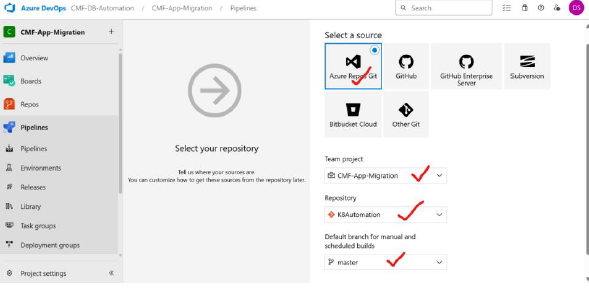 Azure DevOps CMF-DB-Automation / CMF-App-Migration / Pipelines
Search
DS
C CMF-App-Migration +
Overview
Boards
Repos
Pipelines
Pipelines
Environments
Releases
Library
Task groups
Deployment groups
Project settings
Select your repository
Tell us where your sources are.
You can customize how to get these sources from the repository later.
Select a source
Azure Repos Git
GitHub
GitHub Enterprise
Server
Subversion
Bitbucket Cloud
Other Git
Team project
CMF-App-Migration
Repository
K8Automation
Default branch for manual and
scheduled builds
master